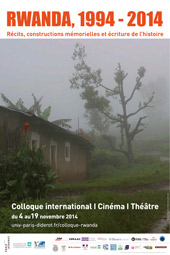 RWANDA, 1994 - 2014
Récits, constructions mémorielles et écriture de l'histoire
Colloque international I Cinéma I Théâtre
du 4 au 19 novembre 2014
univ-paris-diderot.fr/colloque-rwanda